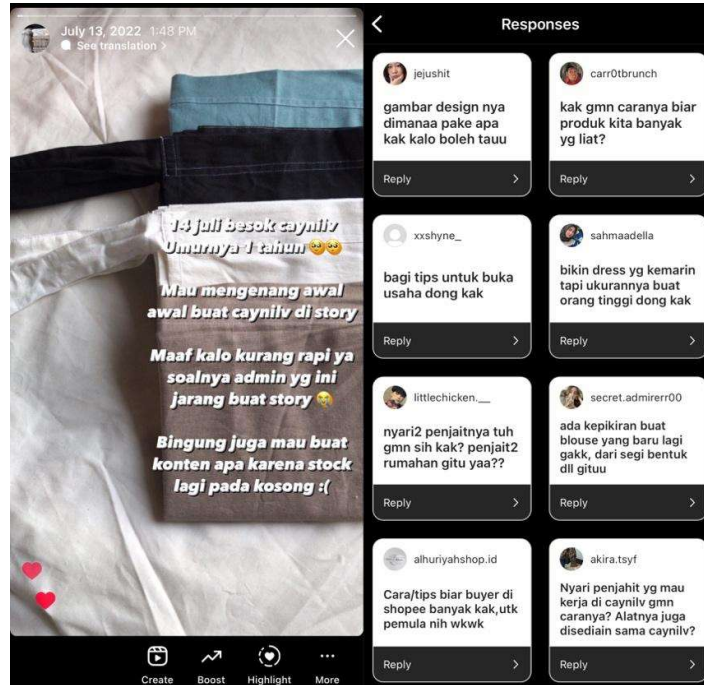 July 13, 2022 1:48 PM
See translation >
14 juli besok caynilv
Umurnya 1 tahun 🥺🥺
Mau mengenang awal
awal buat caynilv di story
Maaf kalo kurang rapi ya
soalnya admin yg ini
jarang buat story 😭
Bingung juga mau buat
konten apa karena stock
lagi pada kosong :(
Create
Boost
Highlight
More
Responses
jejushit
gambar design nya
dimanaa pake apa
kak kalo boleh tauu
Reply
carr0tbrunch
kak gmn caranya biar
produk kita banyak
yg liat?
Reply
xxshyne_
bagi tips untuk buka
usaha dong kak
Reply
sahmaadella
bikin dress yg kemarin
tapi ukurannya buat
orang tinggi dong kak
Reply
littlechicken.__
nyari2 penjaitnya tuh
gmn sih kak? penjait2
rumahan gitu yaa??
Reply
secret.admirerr00
ada kepikiran buat
blouse yang baru lagi
gakk, dari segi bentuk
dll gituu
Reply
alhuriyahshop.id
Cara/tips biar buyer di
shopee banyak kak,utk
pemula nih wkwk
Reply
akira.tsyf
Nyari penjahit yg mau
kerja di caynilv gmn
caranya? Alatnya juga
disediain sama caynilv?
Reply